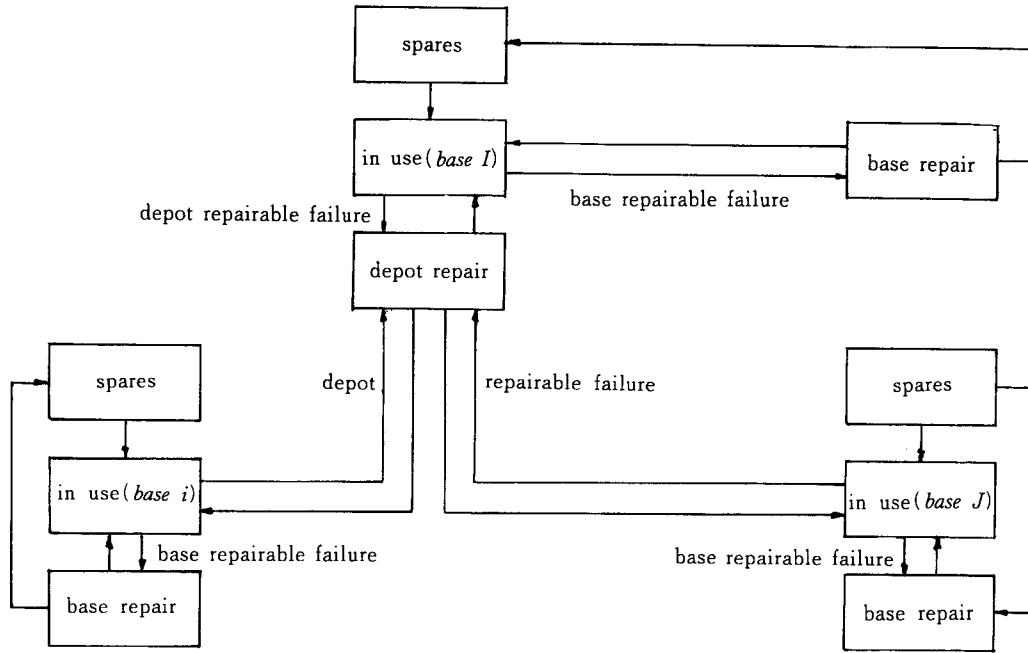 spares
in use(base I)
base repair
base repairable failure
depot repairable failure
depot repair
depot
repairable failure
spares
spares
in use(base i)
in use(base J)
base repairable failure
base repairable failure
base repair
base repair